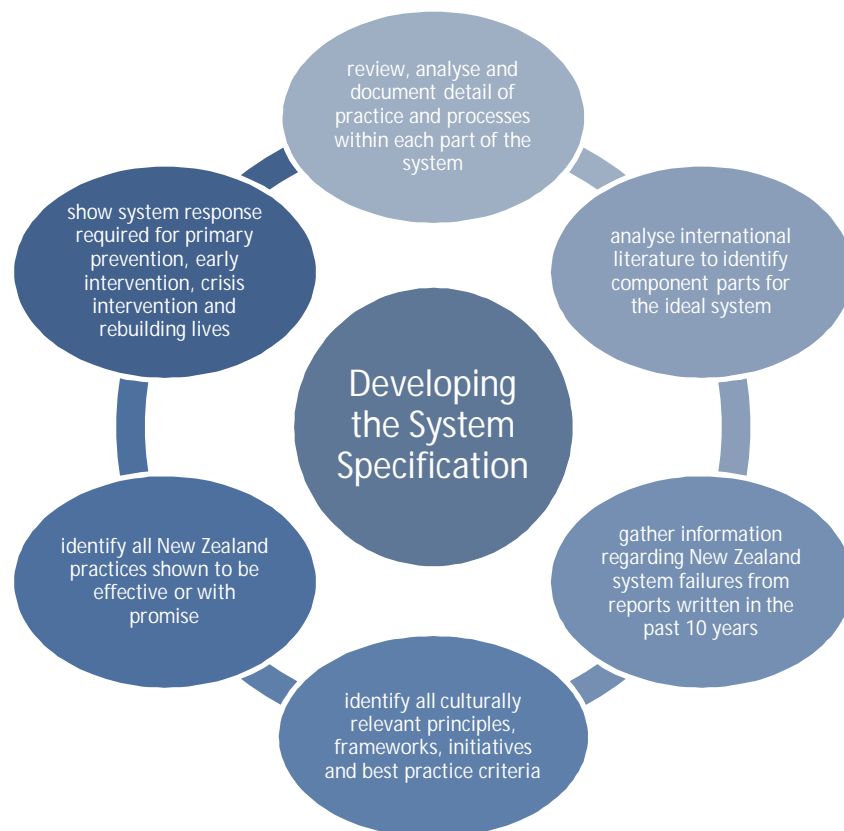 review, analyse and
document detail of
practice and processes
within each part of the
system
analyse international
literature to identify
component parts for
the ideal system
gather information
regarding New Zealand
system failures from
reports written in the
past 10 years
identify all culturally
relevant principles,
frameworks, initiatives
and best practice criteria
identify all New Zealand
practices shown to be
effective or with
promise
show system response
required for primary
prevention, early
intervention, crisis
intervention and
rebuilding lives
Developing
the System
Specification